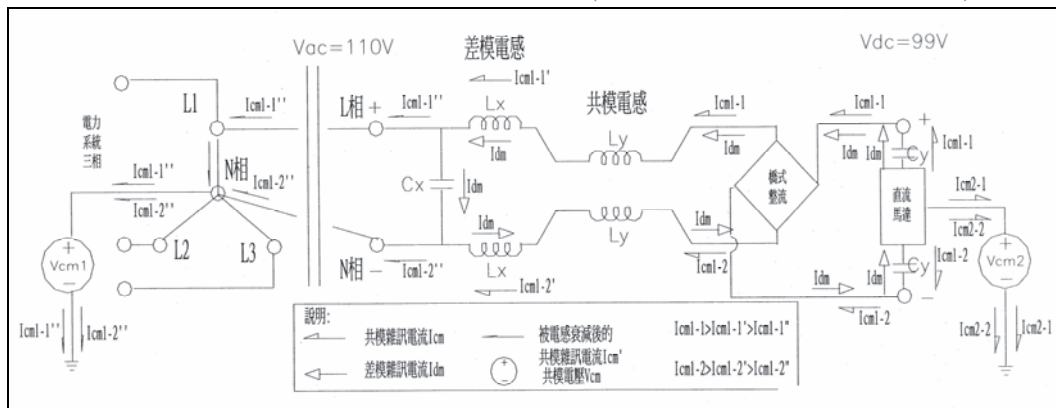 Vac=110V
差模電感
Vdc=99V
Icm1-1'
共模電感
L1
Icm1-1''
L相 +
Icm1-1''
Lx
Icm1-1
Icm1-1
+
電力
系統
三相
Idm
Ly
Idm
Idm
Idm
Cy
Icm1-1
N相
Icm1-1''
Icm1-2''
Icm1-2''
Cx
Idm
橋式
整流
直流
馬達
Icm2-1
Icm2-2
Idm
Ly
Idm
Vcm1
L2
L3
N相 -
Icm1-2''
Lx
Icm1-2'
Icm1-2
Idm
Idm
Cy
Icm1-2
Vcm2
-
Icm1-2
Icm1-1''
Icm1-2''
Icm2-2
Icm2-1
說明:
共模雜訊電流Icm
被電感衰減後的
共模雜訊電流Icm'
Icm1-1>Icm1-1'>Icm1-1"
差模雜訊電流Idm
共模電壓Vcm
Icm1-2>Icm1-2'>Icm1-2"